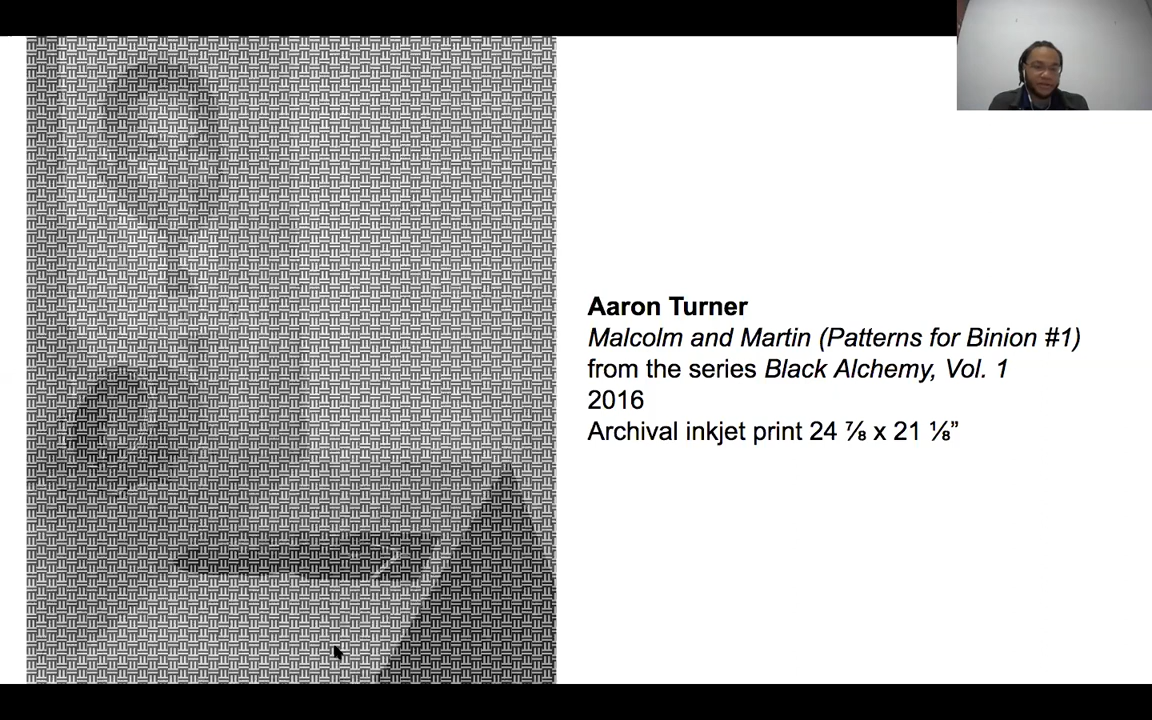 Aaron Turner
Malcolm and Martin (Patterns for Binion #1)
from the series Black Alchemy, Vol. 1
2016
Archival inkjet print 24 ⅞ x 21 ⅛”